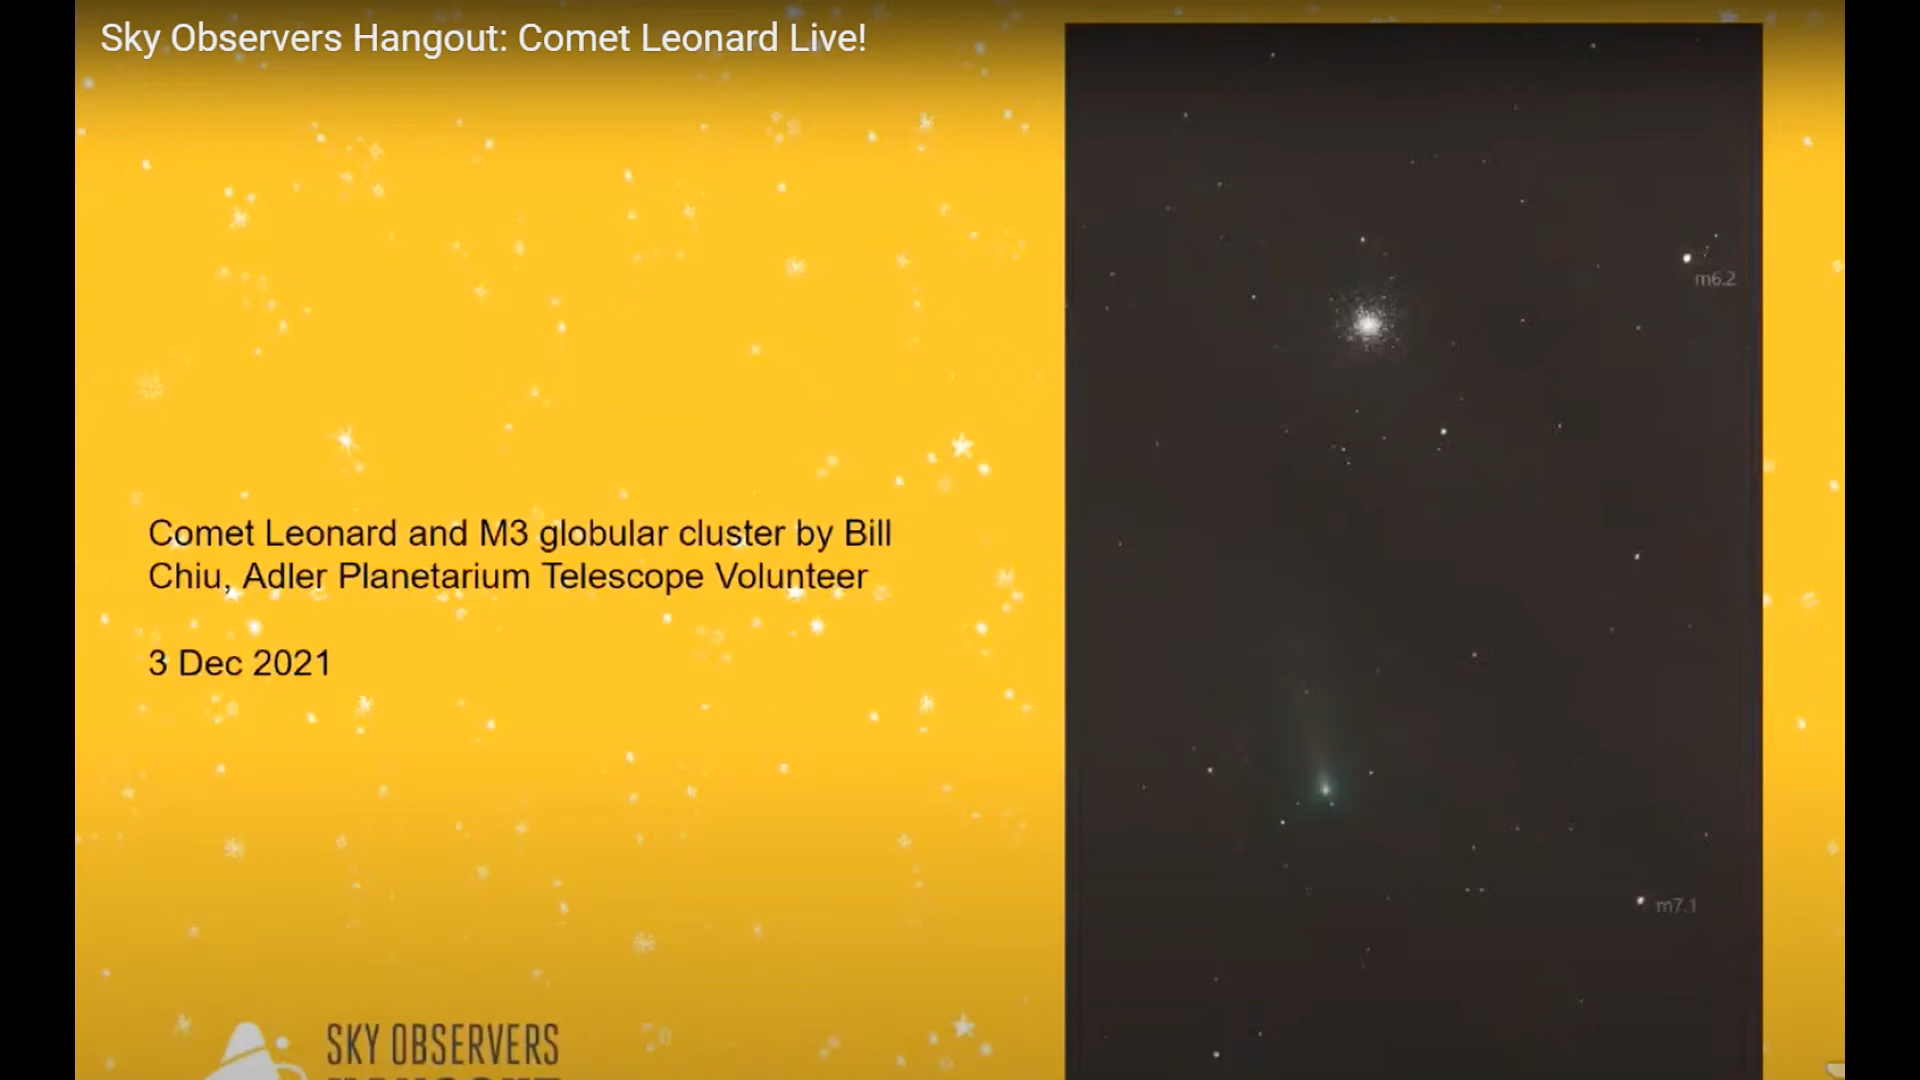 Sky Observers Hangout: Comet Leonard Live!
m6.2
Comet Leonard and M3 globular cluster by Bill
Chiu, Adler Planetarium Telescope Volunteer
3 Dec 2021
m7.1
SKY OBSERVERS